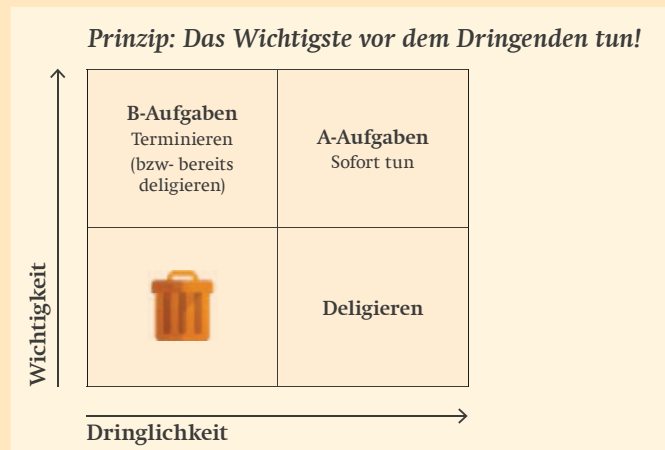 Prinzip: Das Wichtigste vor dem Dringenden tun!
B-Aufgaben
Terminieren
(bzw- bereits
deligieren)
A-Aufgaben
Sofort tun
Deligieren
Wichtigkeit
Dringlichkeit